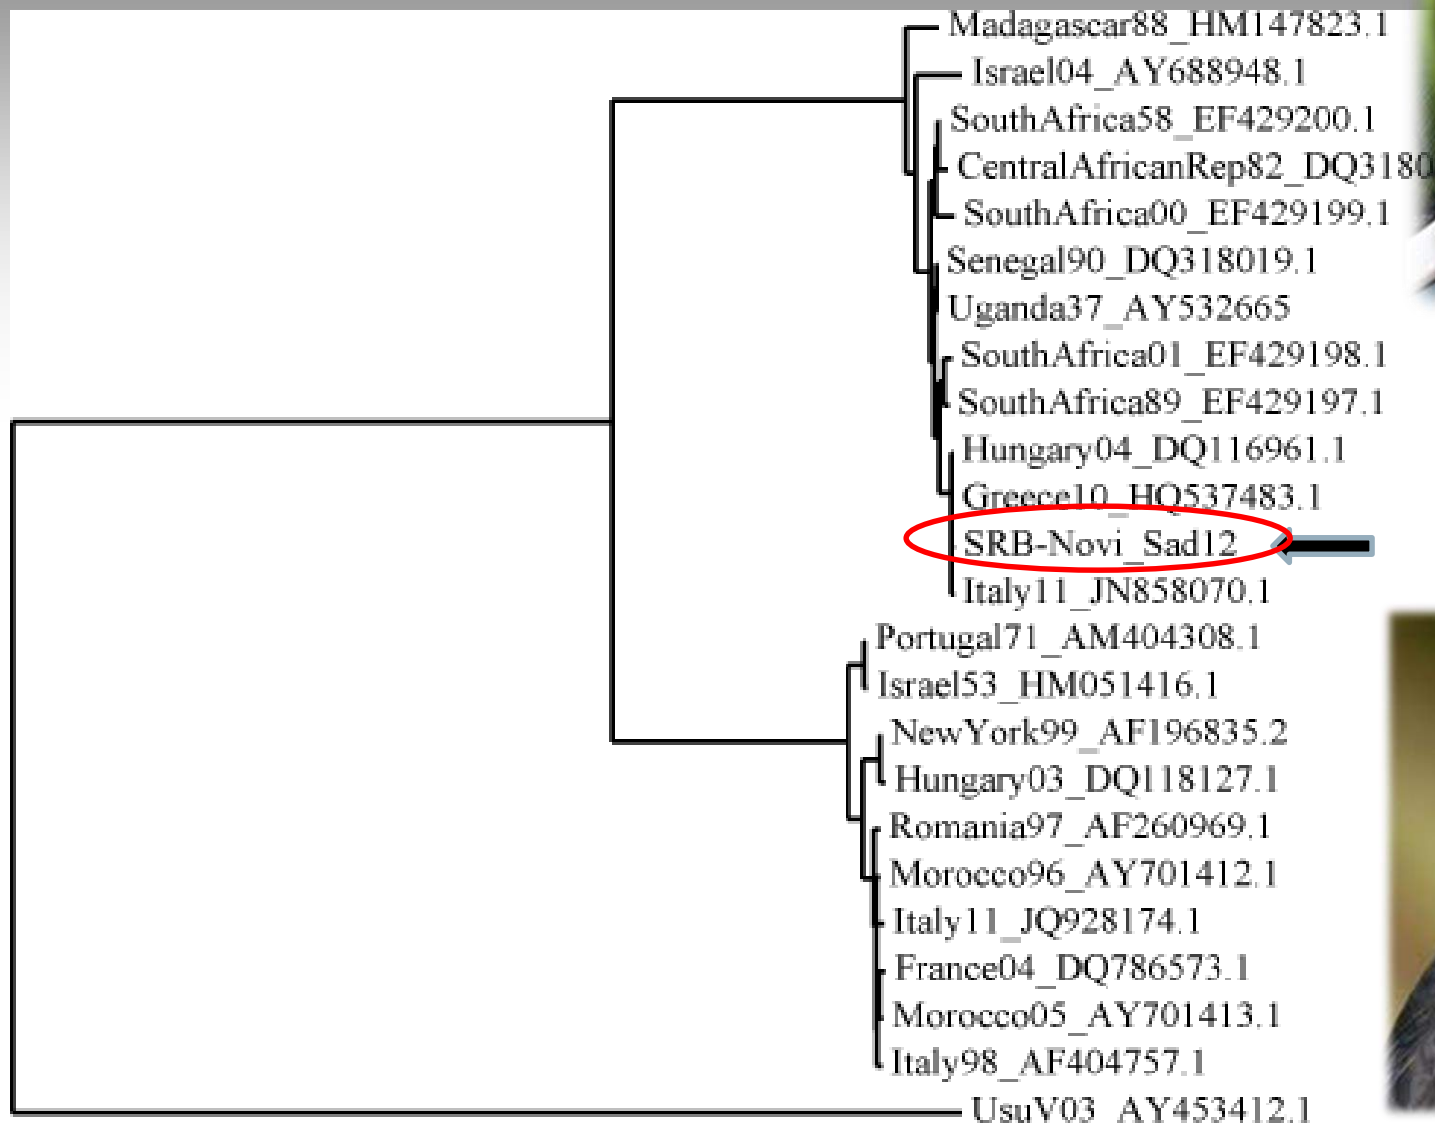 Madagascar88_HM147823.1
Israel04_AY688948.1
SouthAfrica58_EF429200.1
CentralAfricanRep82_DQ3180
SouthAfrica00_EF429199.1
Senegal90_DQ318019.1
Uganda37_AY532665
SouthAfrica01_EF429198.1
SouthAfrica89_EF429197.1
Hungary04_DQ116961.1
Greece10_HQ537483.1
SRB-Novi_Sad12
Italy11_JN858070.1
Portugal71_AM404308.1
Israel53_HM051416.1
NewYork99_AF196835.2
Hungary03_DQ118127.1
Romania97_AF260969.1
Morocco96_AY701412.1
Italy11_JQ928174.1
France04_DQ786573.1
Morocco05_AY701413.1
Italy98_AF404757.1
UsuV03_AY453412.1